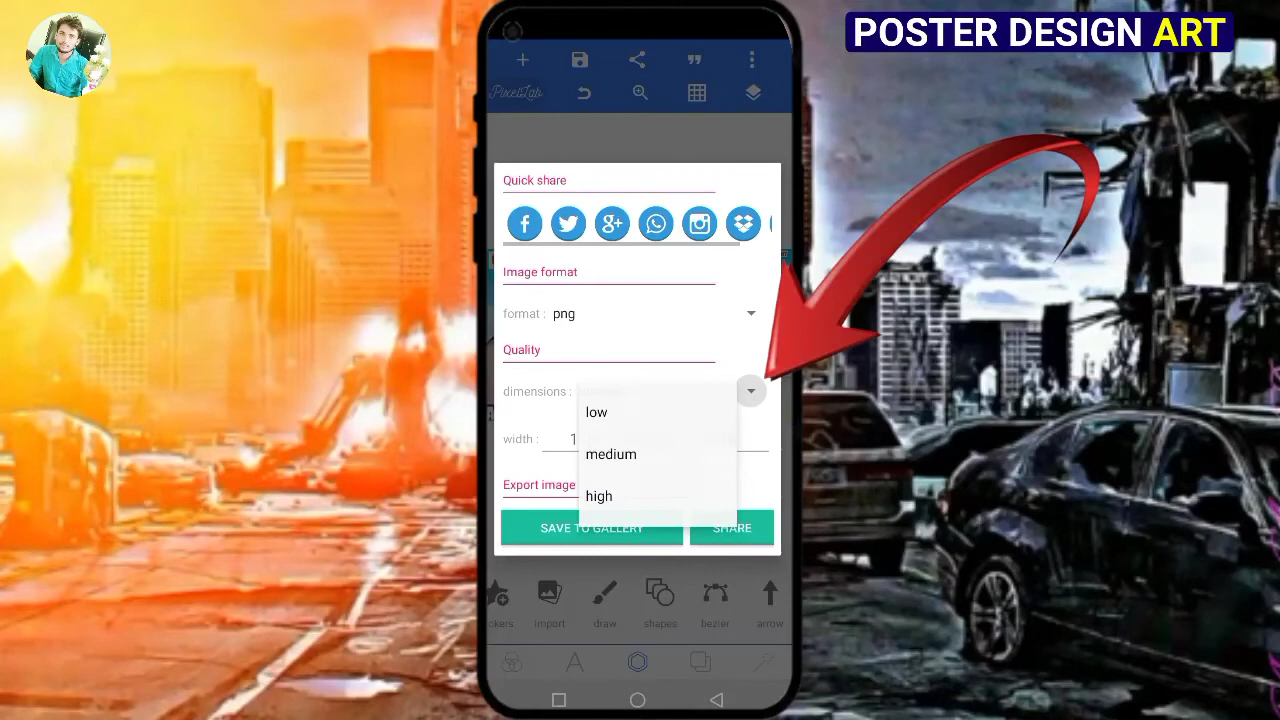 POSTER DESIGN ART
PixelLab
Quick share
Image format
format : png
Quality
dimensions :
low
width : 1
medium
Export image
high
SAVE TO GALLERY
SHARE
import
draw
shapes
bezier
arrow